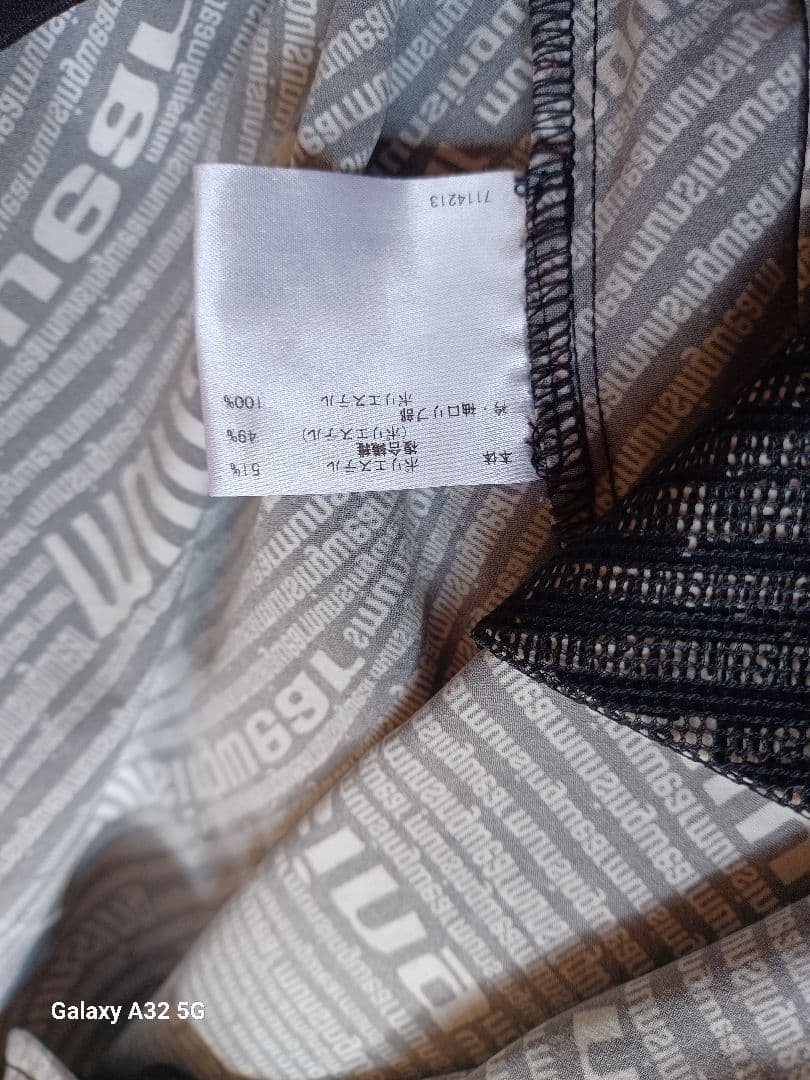 本体 ポリエステル 51%
複合繊維
(ポリエステル) 49%
衿・袖口リブ部
ポリエステル 100%
7114213
munsingwear
Galaxy A32 5G